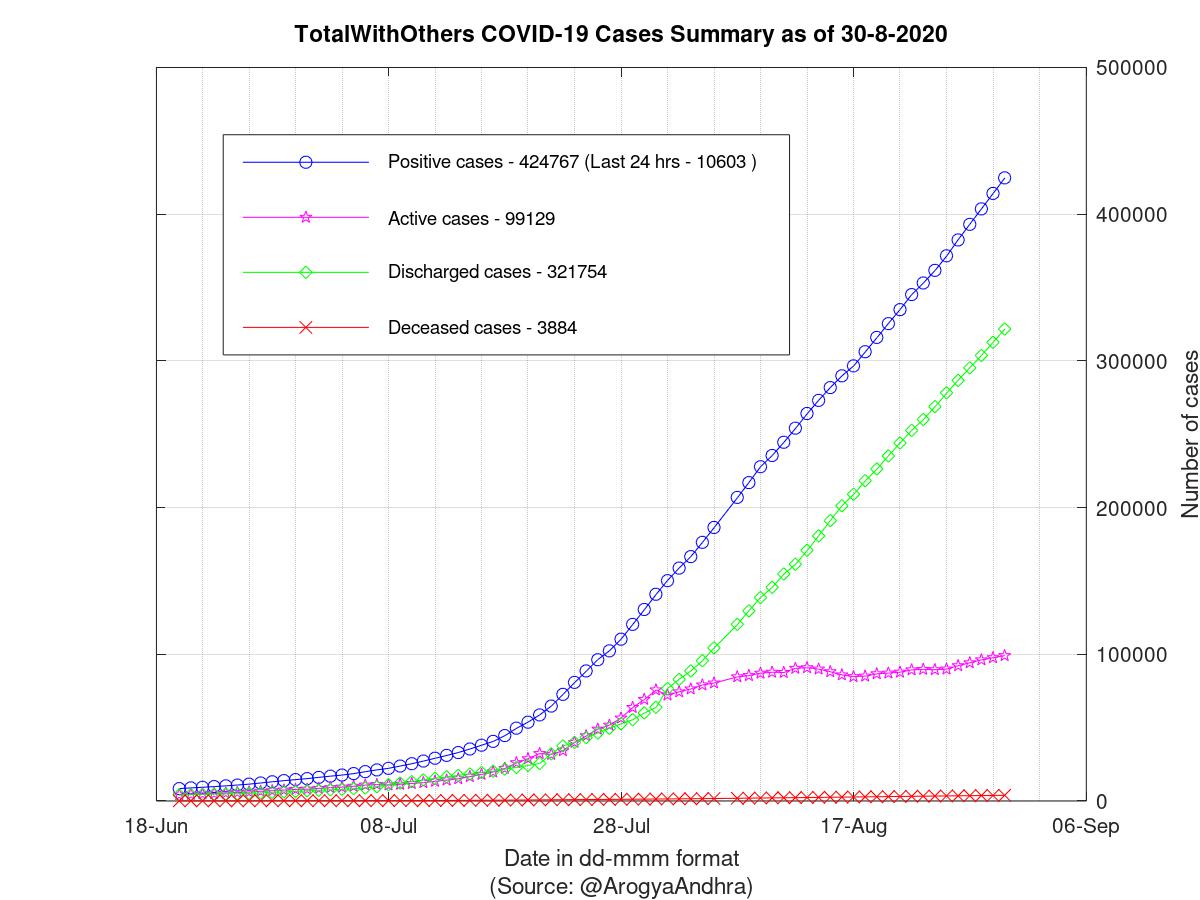 TotalWithOthers COVID-19 Cases Summary as of 30-8-2020
Positive cases - 424767 (Last 24 hrs - 10603 )
Active cases - 99129
Discharged cases - 321754
Deceased cases - 3884
500000
400000
300000
200000
100000
0
Number of cases
18-Jun 08-Jul 28-Jul 17-Aug 06-Sep
Date in dd-mmm format
(Source: @ArogyaAndhra)